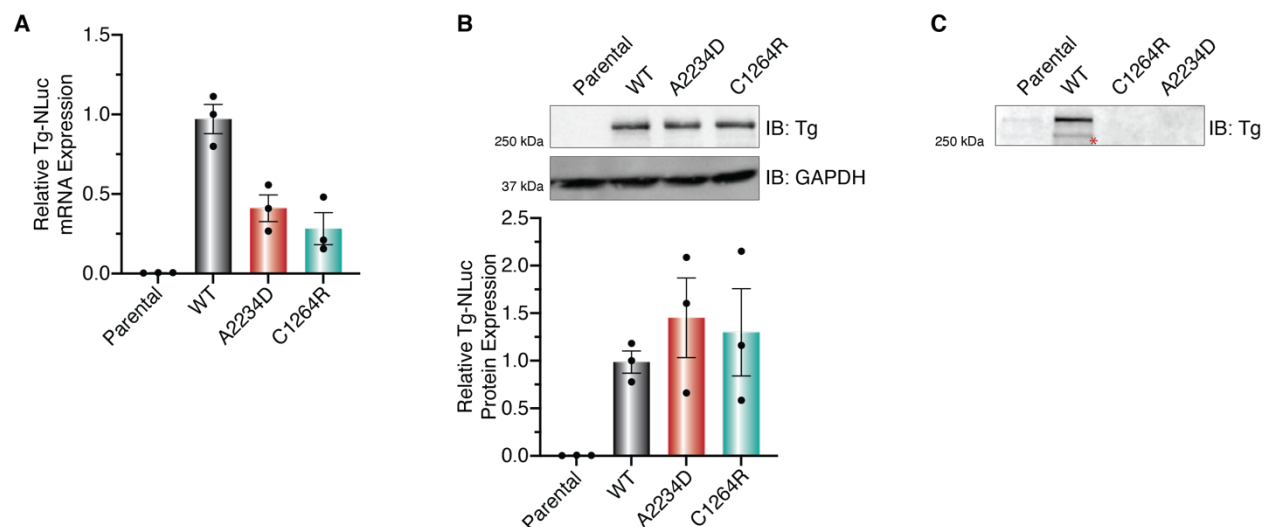 A
Relative Tg-NLuc
mRNA Expression
1.5
1.0
0.5
0.0
Parental
WT
A2234D
C1264R
B
Parental
WT
A2234D
C1264R
250 kDa
IB: Tg
37 kDa
IB: GAPDH
Relative Tg-NLuc
Protein Expression
2.5
2.0
1.5
1.0
0.5
0.0
Parental
WT
A2234D
C1264R
C
Parental
WT
C1264R
A2234D
250 kDa
*
IB: Tg